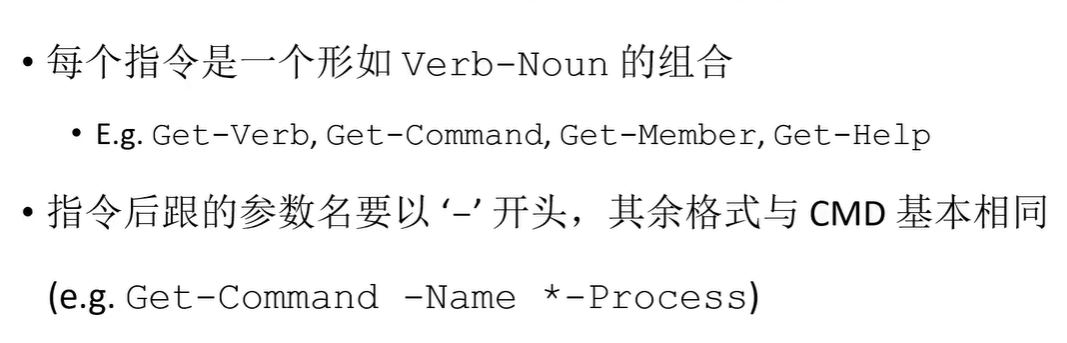 • 每个指令是一个形如 Verb-Noun 的组合
• E.g. Get-Verb, Get-Command, Get-Member, Get-Help
• 指令后跟的参数名要以 ‘-’ 开头，其余格式与 CMD 基本相同
(e.g. Get-Command -Name *-Process)